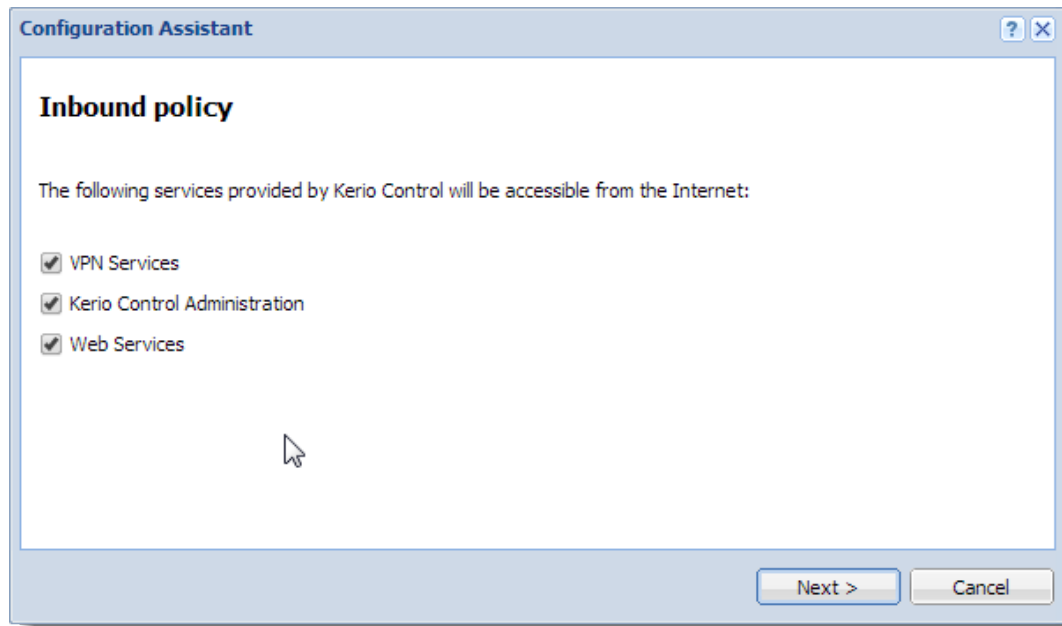 Configuration Assistant
Inbound policy
The following services provided by Kerio Control will be accessible from the Internet:
VPN Services
Kerio Control Administration
Web Services
Next >
Cancel